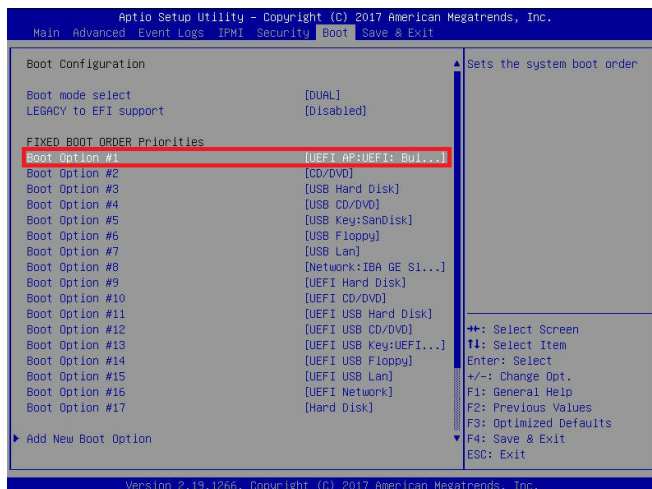 Aptio Setup Utility – Copyright (C) 2017 American Megatrends, Inc.
Main Advanced Event Logs IPMI Security Boot Save & Exit
Boot Configuration
Boot mode select [DUAL]
LEGACY to EFI support [Disabled]
FIXED BOOT ORDER Priorities
Boot Option #1 [UEFI AP:UEFI: Bui...]
Boot Option #2 [CD/DVD]
Boot Option #3 [USB Hard Disk]
Boot Option #4 [USB CD/DVD]
Boot Option #5 [USB Key:SanDisk]
Boot Option #6 [USB Floppy]
Boot Option #7 [USB Lan]
Boot Option #8 [Network:IBA GE Sl...]
Boot Option #9 [UEFI Hard Disk]
Boot Option #10 [UEFI CD/DVD]
Boot Option #11 [UEFI USB Hard Disk]
Boot Option #12 [UEFI USB CD/DVD]
Boot Option #13 [UEFI USB Key:UEFI...]
Boot Option #14 [UEFI USB Floppy]
Boot Option #15 [UEFI USB Lan]
Boot Option #16 [UEFI Network]
Boot Option #17 [Hard Disk]
Add New Boot Option
Sets the system boot order
→←: Select Screen
↑↓: Select Item
Enter: Select
+/-: Change Opt.
F1: General Help
F2: Previous Values
F3: Optimized Defaults
F4: Save & Exit
ESC: Exit
Version 2.19.1266. Copyright (C) 2017 American Megatrends, Inc.